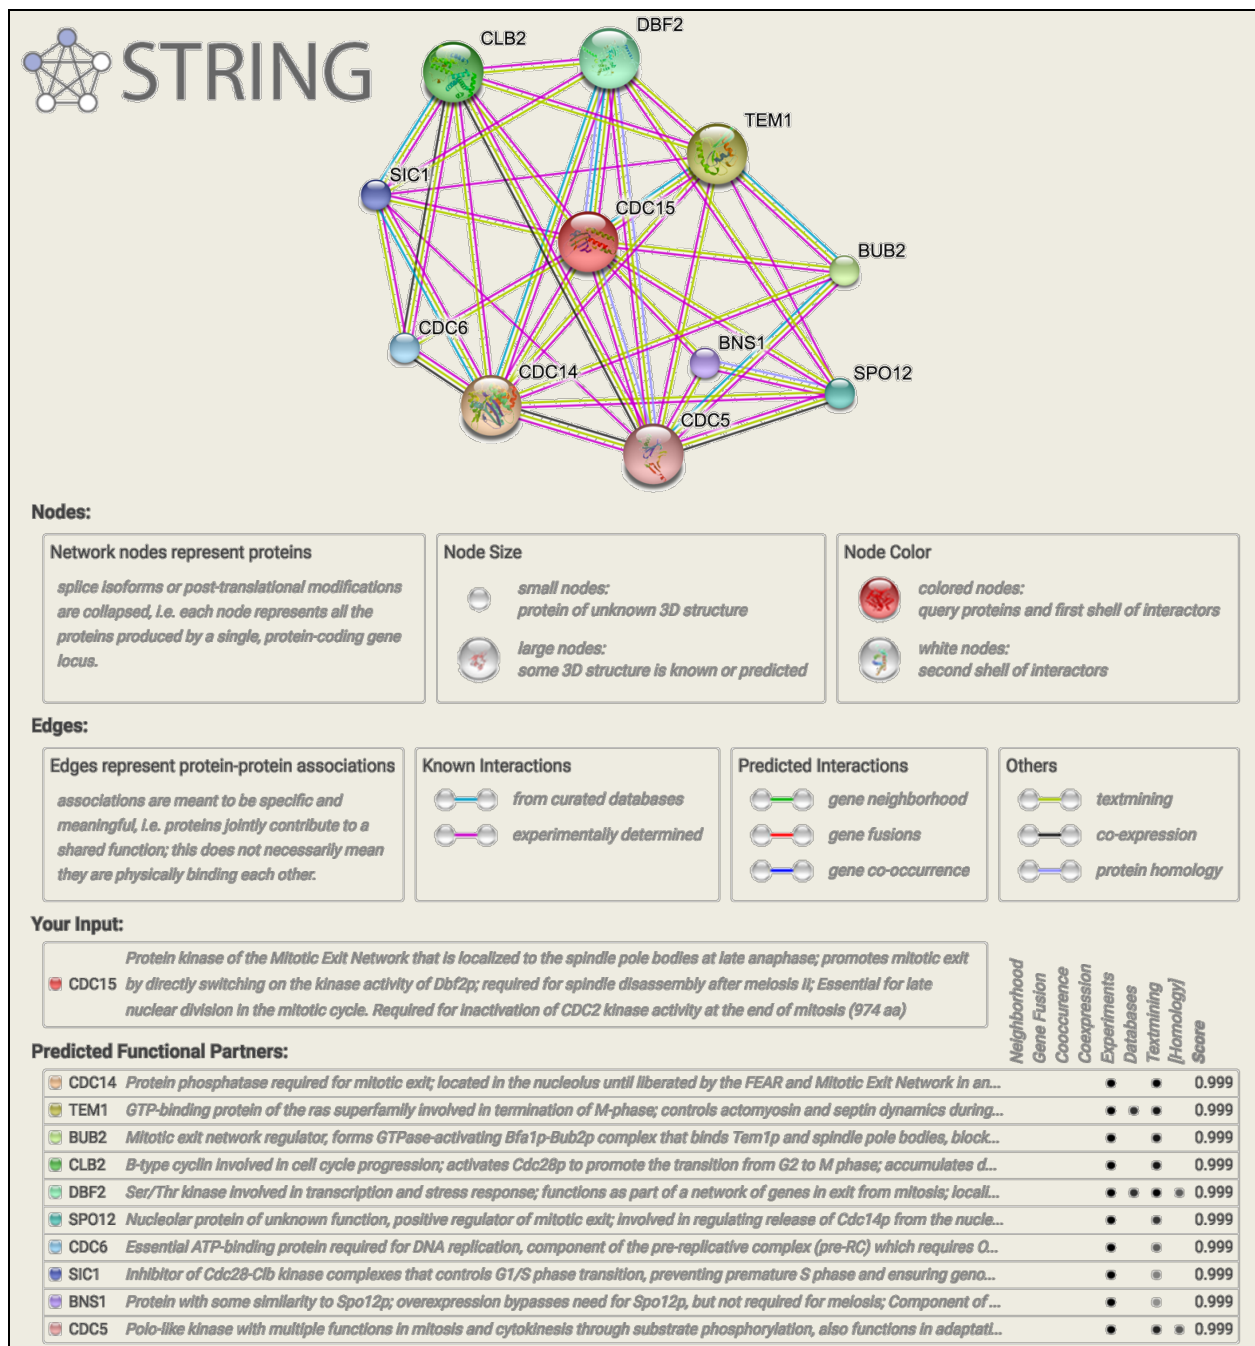 STRING
CLB2
DBF2
TEM1
SIC1
CDC15
BUB2
CDC6
BNS1
CDC14
SPO12
CDC5
Nodes:
Network nodes represent proteins
splice isoforms or post-translational modifications
are collapsed, i.e. each node represents all the
proteins produced by a single, protein-coding gene
locus.
Node Size
small nodes:
protein of unknown 3D structure
large nodes:
some 3D structure is known or predicted
Node Color
colored nodes:
query proteins and first shell of interactors
white nodes:
second shell of interactors
Edges:
Edges represent protein-protein associations
associations are meant to be specific and
meaningful, i.e. proteins jointly contribute to a
shared function; this does not necessarily mean
they are physically binding each other.
Known Interactions
from curated databases
experimentally determined
Predicted Interactions
gene neighborhood
gene fusions
gene co-occurrence
Others
textmining
co-expression
protein homology
Your Input:
CDC15
Protein kinase of the Mitotic Exit Network that is localized to the spindle pole bodies at late anaphase; promotes mitotic exit
by directly switching on the kinase activity of Dbf2p; required for spindle disassembly after meiosis II; Essential for late
nuclear division in the mitotic cycle. Required for inactivation of CDC2 kinase activity at the end of mitosis (974 aa)
Neighborhood
Gene Fusion
Cooccurence
Coexpression
Experiments
Databases
Textmining
[Homology]
Score
Predicted Functional Partners:
CDC14 Protein phosphatase required for mitotic exit; located in the nucleolus until liberated by the FEAR and Mitotic Exit Network in an... 0.999
TEM1 GTP-binding protein of the ras superfamily involved in termination of M-phase; controls actomyosin and septin dynamics during... 0.999
BUB2 Mitotic exit network regulator, forms GTPase-activating Bfa1p-Bub2p complex that binds Tem1p and spindle pole bodies, block... 0.999
CLB2 B-type cyclin involved in cell cycle progression; activates Cdc28p to promote the transition from G2 to M phase; accumulates d... 0.999
DBF2 Ser/Thr kinase involved in transcription and stress response; functions as part of a network of genes in exit from mitosis; locali... 0.999
SPO12 Nucleolar protein of unknown function, positive regulator of mitotic exit; involved in regulating release of Cdc14p from the nucle... 0.999
CDC6 Essential ATP-binding protein required for DNA replication, component of the pre-replicative complex (pre-RC) which requires O... 0.999
SIC1 Inhibitor of Cdc28-Clb kinase complexes that controls G1/S phase transition, preventing premature S phase and ensuring geno... 0.999
BNS1 Protein with some similarity to Spo12p; overexpression bypasses need for Spo12p, but not required for meiosis; Component of ... 0.999
CDC5 Polo-like kinase with multiple functions in mitosis and cytokinesis through substrate phosphorylation, also functions in adaptati... 0.999